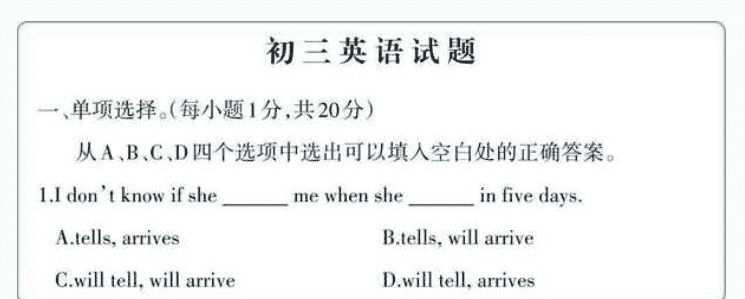 初三英语试题
一、单项选择。(每小题1分,共20分)
从A、B、C、D四个选项中选出可以填入空白处的正确答案。
1.I don't know if she ______ me when she ______ in five days.
A.tells, arrives B.tells, will arrive
C.will tell, will arrive D.will tell, arrives